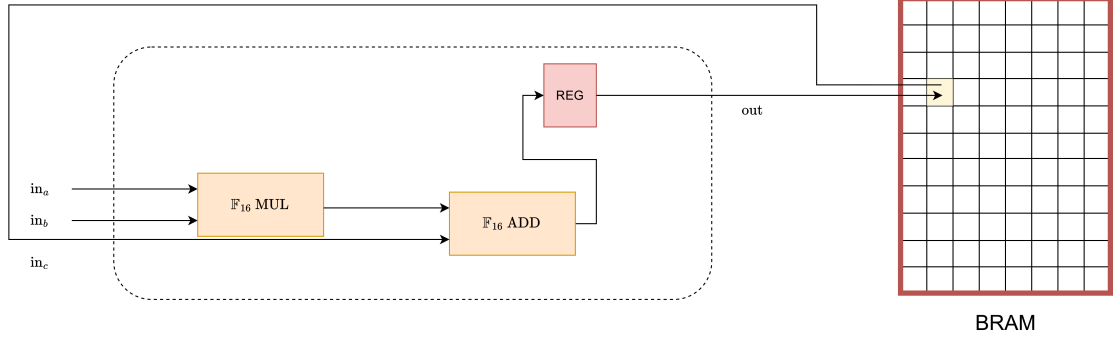 REG
out
in_a
𝔽₁₆ MUL
in_b
𝔽₁₆ ADD
in_c
BRAM